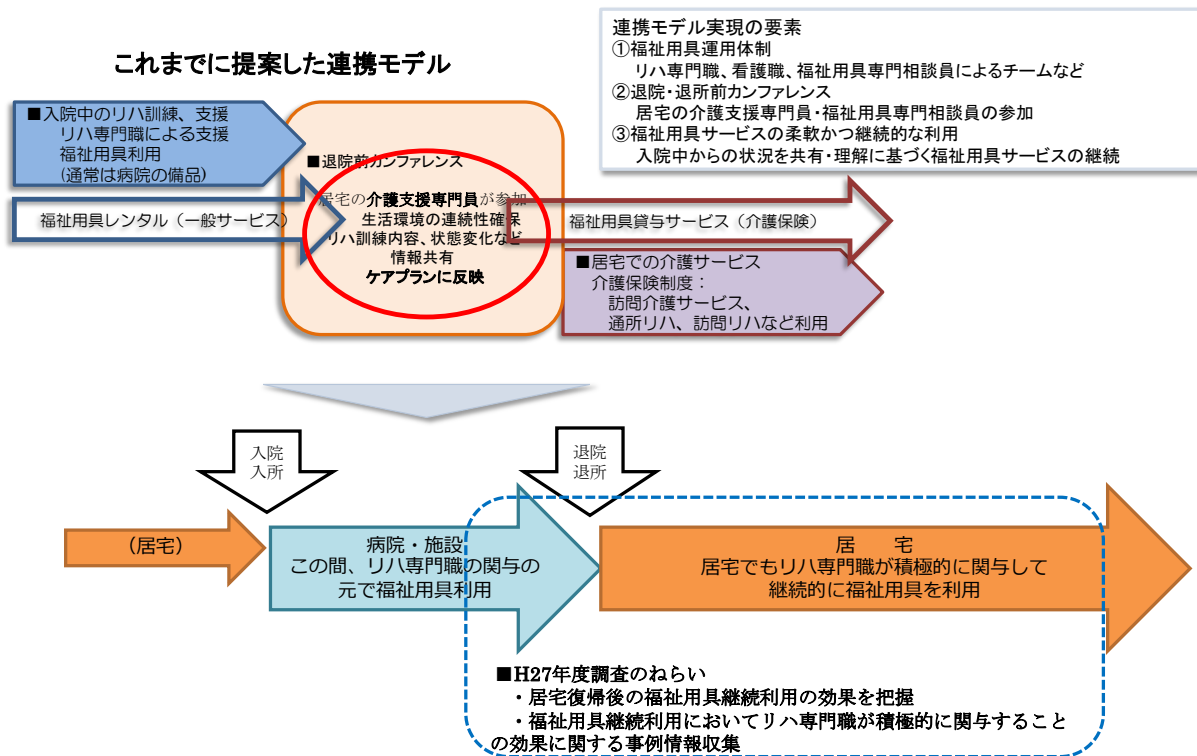 これまでに提案した連携モデル
連携モデル実現の要素
①福祉用具運用体制
リハ専門職、看護職、福祉用具専門相談員によるチームなど
②退院・退所前カンファレンス
居宅の介護支援専門員・福祉用具専門相談員の参加
③福祉用具サービスの柔軟かつ継続的な利用
入院中からの状況を共有・理解に基づく福祉用具サービスの継続
■入院中のリハ訓練、支援
リハ専門職による支援
福祉用具利用
(通常は病院の備品)
福祉用具レンタル（一般サービス）
■退院前カンファレンス
居宅の介護支援専門員が参加
生活環境の連続性確保
リハ訓練内容、状態変化など
情報共有
ケアプランに反映
福祉用具貸与サービス（介護保険）
■居宅での介護サービス
介護保険制度：
訪問介護サービス、
通所リハ、訪問リハなど利用
入院
入所
退院
退所
（居宅）
病院・施設
この間、リハ専門職の関与の
元で福祉用具利用
居　　宅
居宅でもリハ専門職が積極的に関与して
継続的に福祉用具を利用
■H27年度調査のねらい
・居宅復帰後の福祉用具継続利用の効果を把握
・福祉用具継続利用においてリハ専門職が積極的に関与すること
の効果に関する事例情報収集